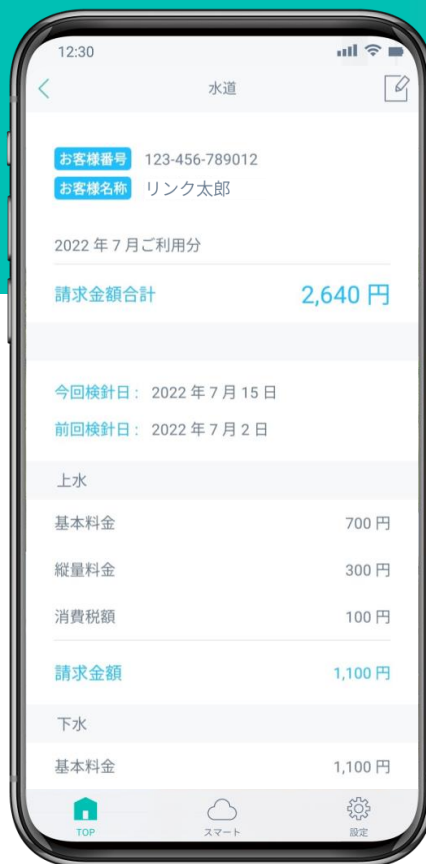 12:30
水道
お客様番号 123-456-789012
お客様名称 リンク太郎
2022 年 7 月ご利用分
請求金額合計 2,640 円
今回検針日： 2022 年 7 月 15 日
前回検針日： 2022 年 7 月 2 日
上水
基本料金 700 円
縦量料金 300 円
消費税額 100 円
請求金額 1,100 円
下水
基本料金 1,100 円
TOP スマート 設定